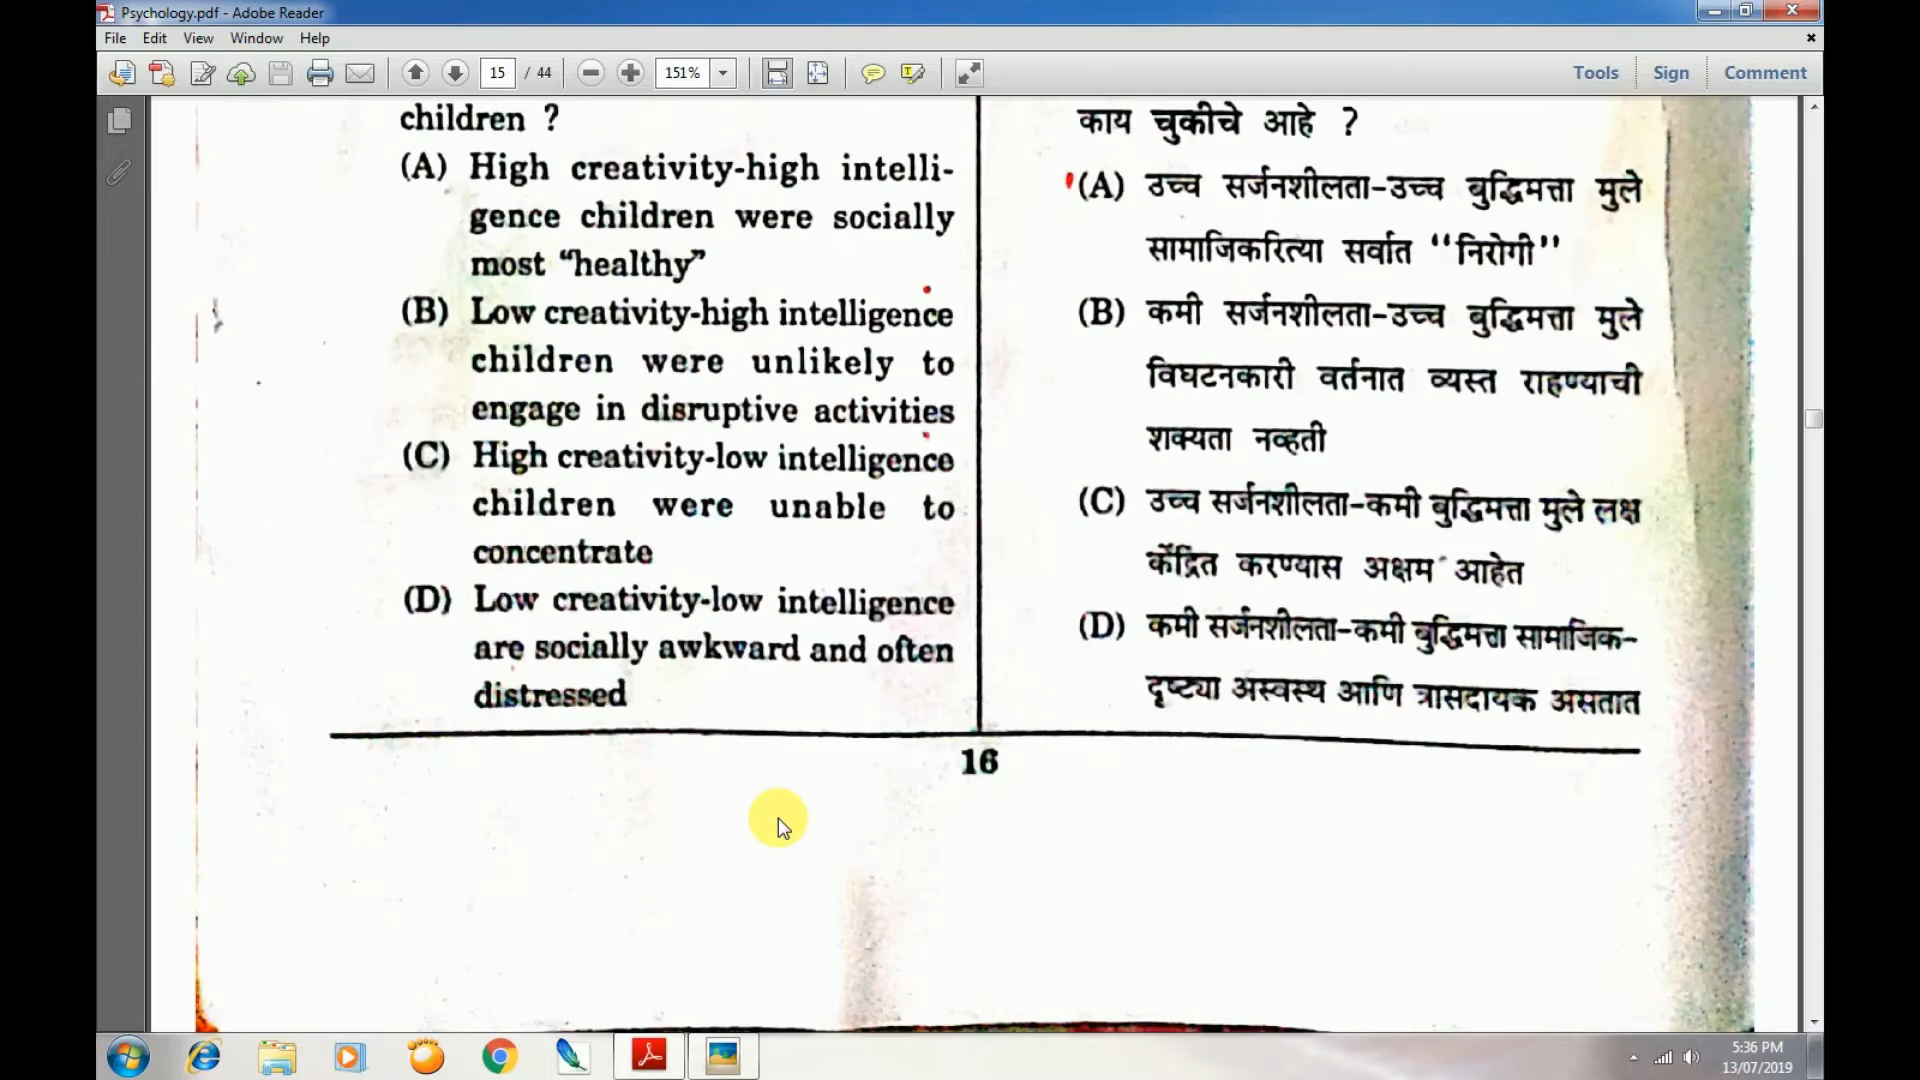 Psychology.pdf - Adobe Reader
File Edit View Window Help
15 / 44 151% Tools Sign Comment
children ?
(A) High creativity-high intelli-
gence children were socially
most “healthy”
(B) Low creativity-high intelligence
children were unlikely to
engage in disruptive activities
(C) High creativity-low intelligence
children were unable to
concentrate
(D) Low creativity-low intelligence
are socially awkward and often
distressed
काय चुकीचे आहे ?
(A) उच्च सर्जनशीलता-उच्च बुद्धिमत्ता मुले
सामाजिकरित्या सर्वात “निरोगी”
(B) कमी सर्जनशीलता-उच्च बुद्धिमत्ता मुले
विघटनकारी वर्तनात व्यस्त राहण्याची
शक्यता नव्हती
(C) उच्च सर्जनशीलता-कमी बुद्धिमत्ता मुले लक्ष
केंद्रित करण्यास अक्षम आहेत
(D) कमी सर्जनशीलता-कमी बुद्धिमत्ता सामाजिक-
दृष्ट्या अस्वस्थ आणि त्रासदायक असतात
16
5:36 PM
13/07/2019